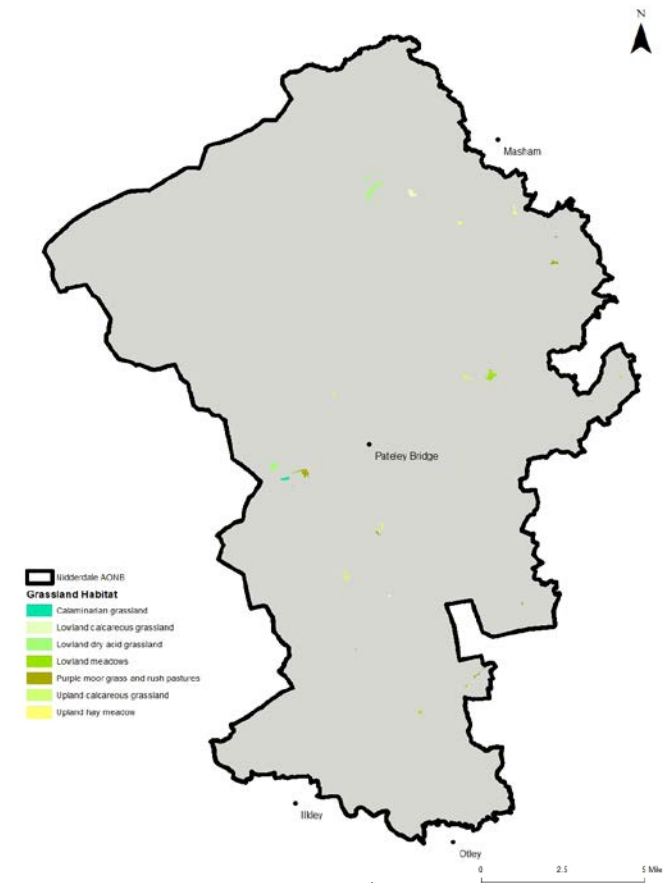 N
Masham
Pateley Bridge
Nidderdale AONB
Grassland Habitat
Calaminarian grassland
Lowland calcareous grassland
Lowland dry acid grassland
Lowland meadows
Purple moor grass and rush pastures
Upland calcareous grassland
Upland hay meadow
Ilkley
Otley
0 2.5 5 Mile